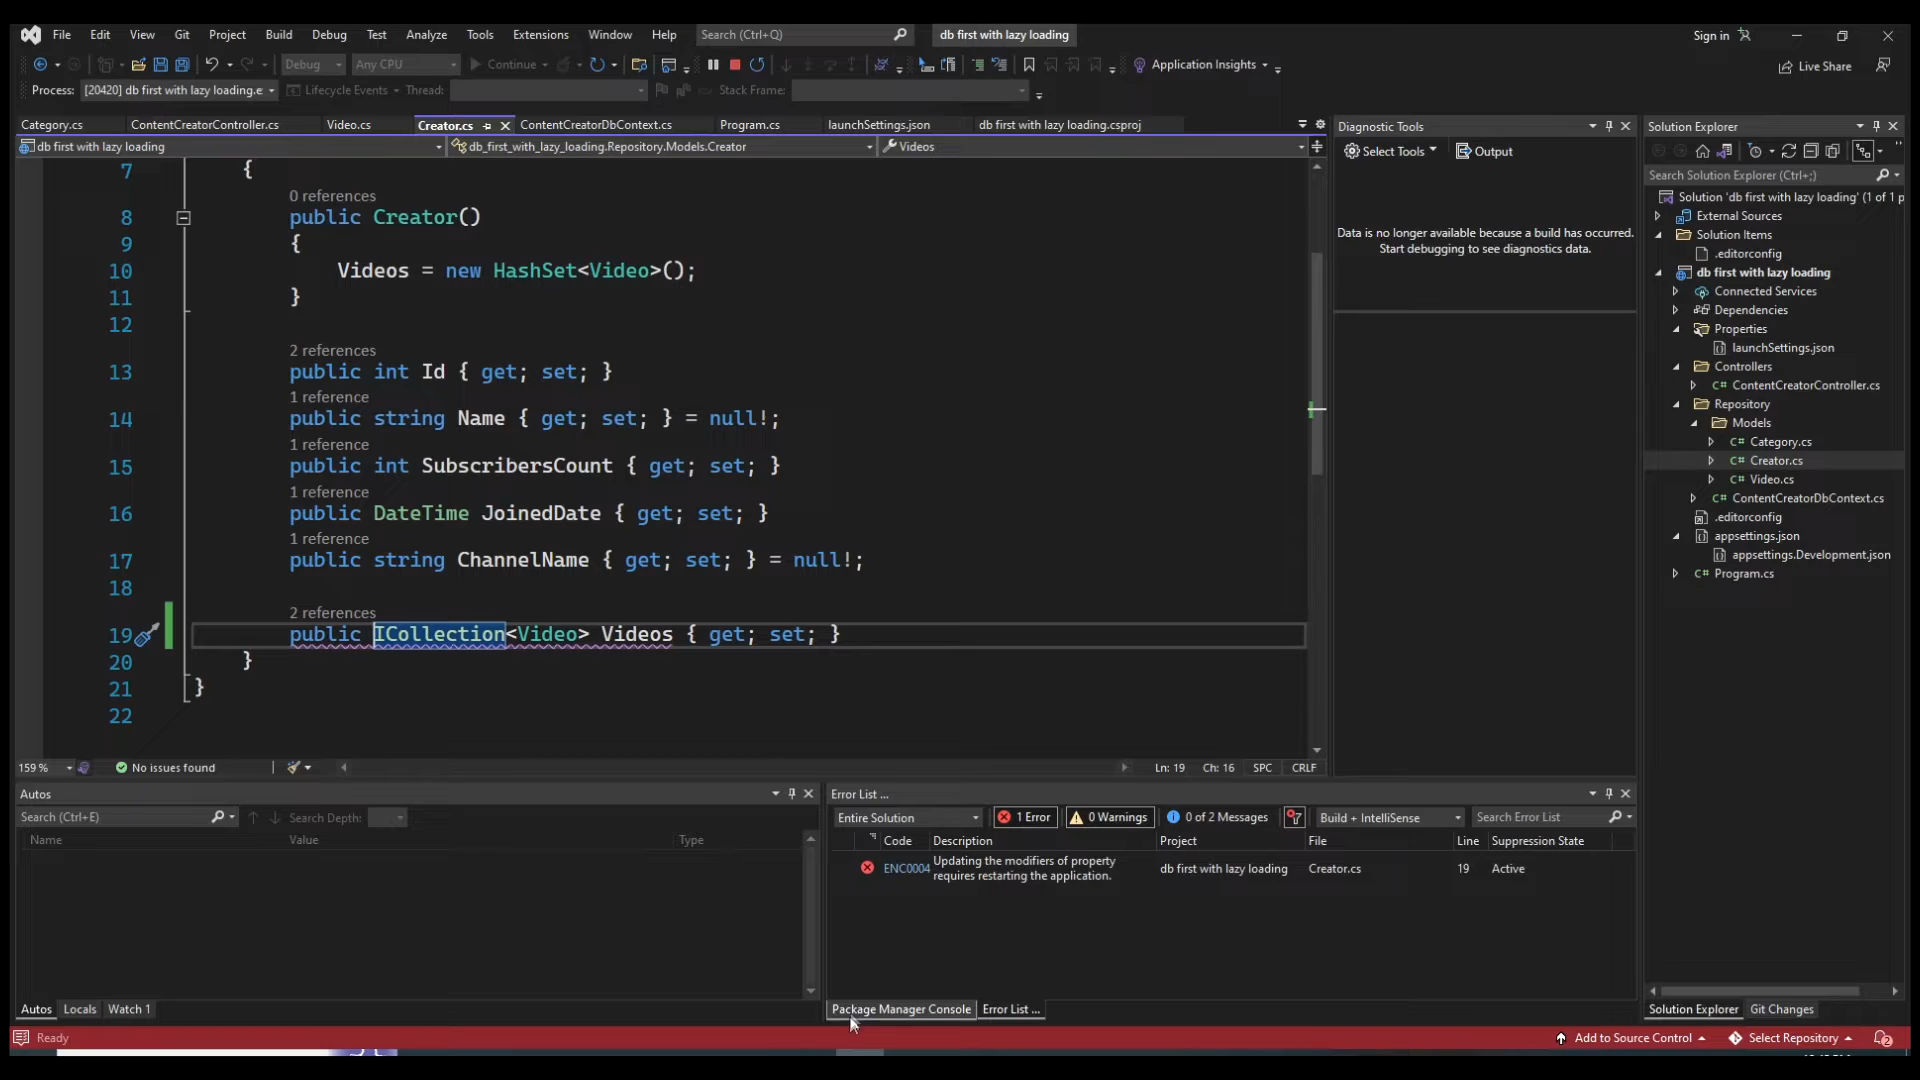 File Edit View Git Project Build Debug Test Analyze Tools Extensions Window Help Search (Ctrl+Q) db first with lazy loading Sign in
Debug Any CPU Continue Application Insights Live Share
Process: [20420] db first with lazy loading.e Lifecycle Events Thread: Stack Frame:
Category.cs ContentCreatorController.cs Video.cs Creator.cs ContentCreatorDbContext.cs Program.cs launchSettings.json db first with lazy loading.csproj
db first with lazy loading db_first_with_lazy_loading.Repository.Models.Creator Videos
7 {
0 references
8 public Creator()
9 {
10 Videos = new HashSet<Video>();
11 }
12
2 references
13 public int Id { get; set; }
1 reference
14 public string Name { get; set; } = null!;
1 reference
15 public int SubscribersCount { get; set; }
1 reference
16 public DateTime JoinedDate { get; set; }
1 reference
17 public string ChannelName { get; set; } = null!;
18
2 references
19 public ICollection<Video> Videos { get; set; }
20 }
21 }
22
159 % No issues found Ln: 19 Ch: 16 SPC CRLF
Diagnostic Tools
Select Tools Output
Data is no longer available because a build has occurred.
Start debugging to see diagnostics data.
Solution Explorer
Search Solution Explorer (Ctrl+;)
Solution 'db first with lazy loading' (1 of 1 p
External Sources
Solution Items
.editorconfig
db first with lazy loading
Connected Services
Dependencies
Properties
launchSettings.json
Controllers
C# ContentCreatorController.cs
Repository
Models
C# Category.cs
C# Creator.cs
C# Video.cs
C# ContentCreatorDbContext.cs
.editorconfig
appsettings.json
appsettings.Development.json
C# Program.cs
Solution Explorer Git Changes
Autos
Search (Ctrl+E) Search Depth:
Name Value Type
Autos Locals Watch 1
Error List ...
Entire Solution 1 Error 0 Warnings 0 of 2 Messages Build + IntelliSense Search Error List
Code Description Project File Line Suppression State
ENC0004 Updating the modifiers of property db first with lazy loading Creator.cs 19 Active
requires restarting the application.
Package Manager Console Error List ...
Ready Add to Source Control Select Repository 2